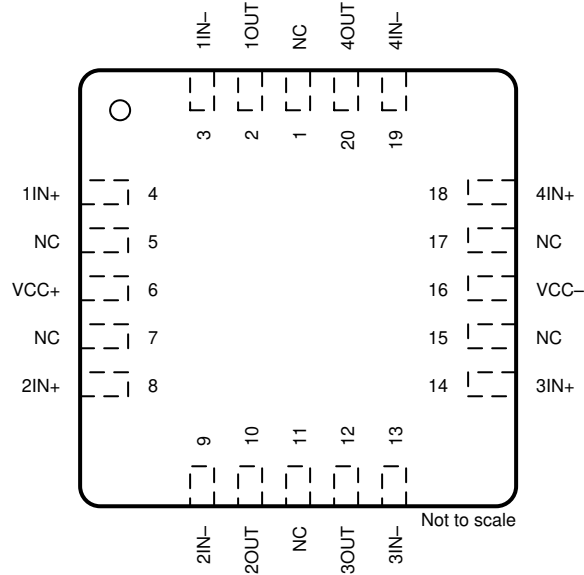 1IN–
1OUT
NC
4OUT
4IN–
3
2
1
20
19
1IN+
4
18
4IN+
NC
5
17
NC
VCC+
6
16
VCC–
NC
7
15
NC
2IN+
8
14
3IN+
9
10
11
12
13
Not to scale
2IN–
2OUT
NC
3OUT
3IN–